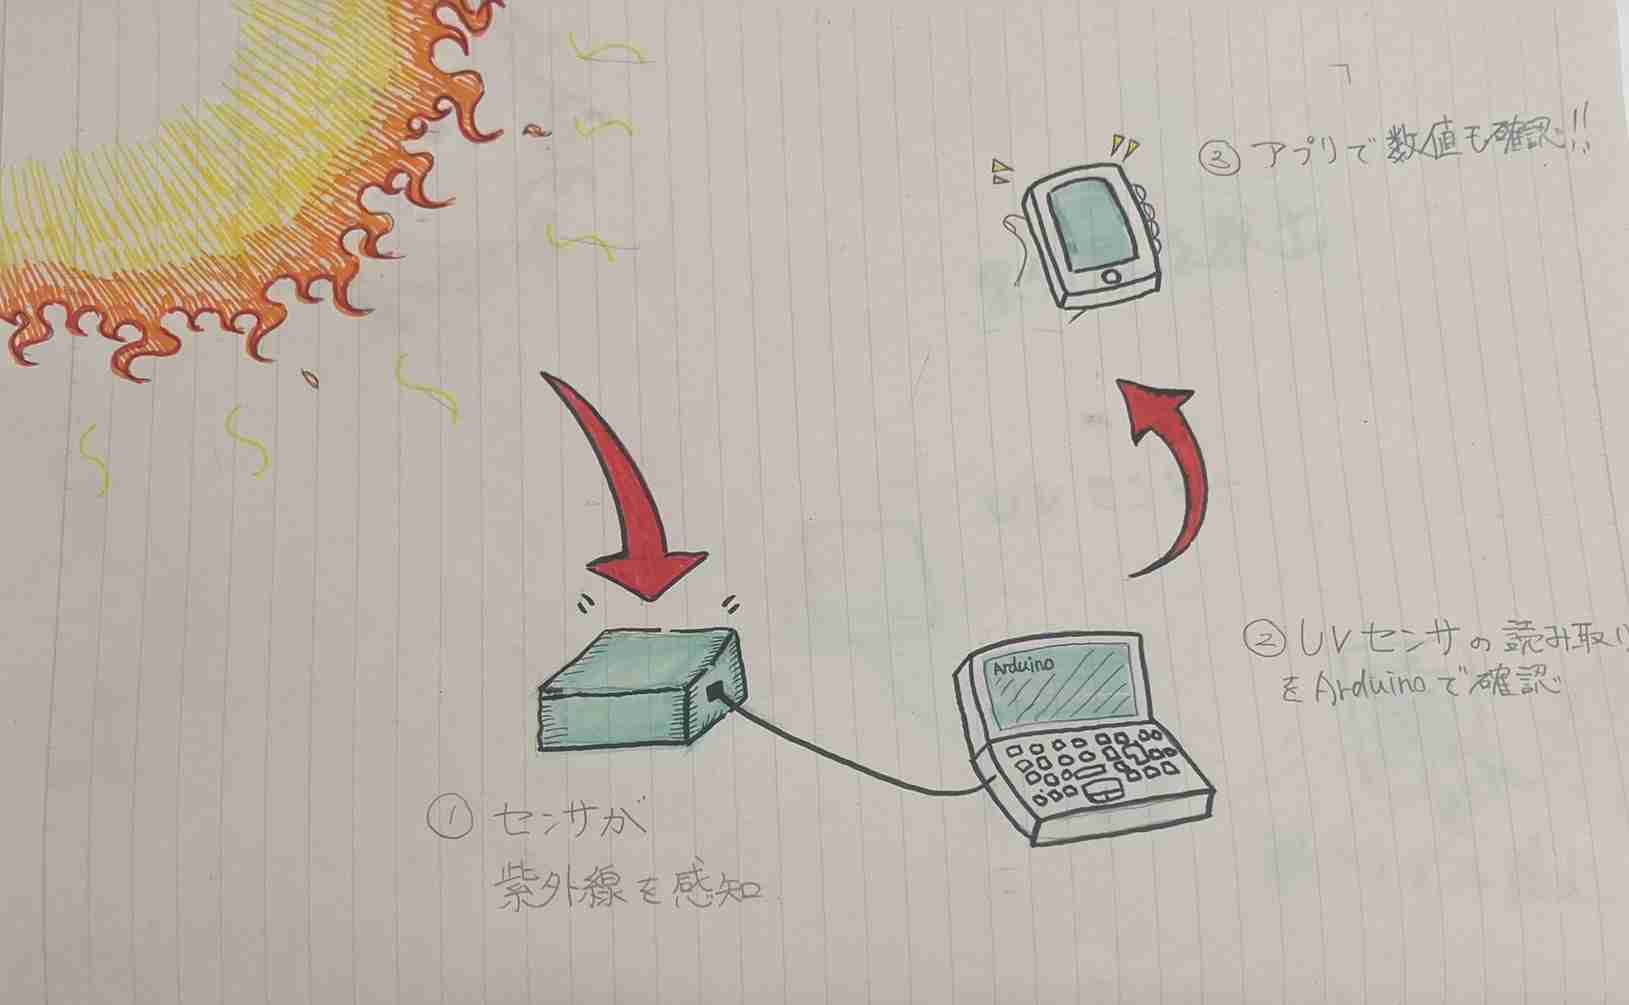 ③アプリで数値も確認!!
Arduino
②UVセンサの読み取り
をArduinoで確認
①センサが
紫外線を感知